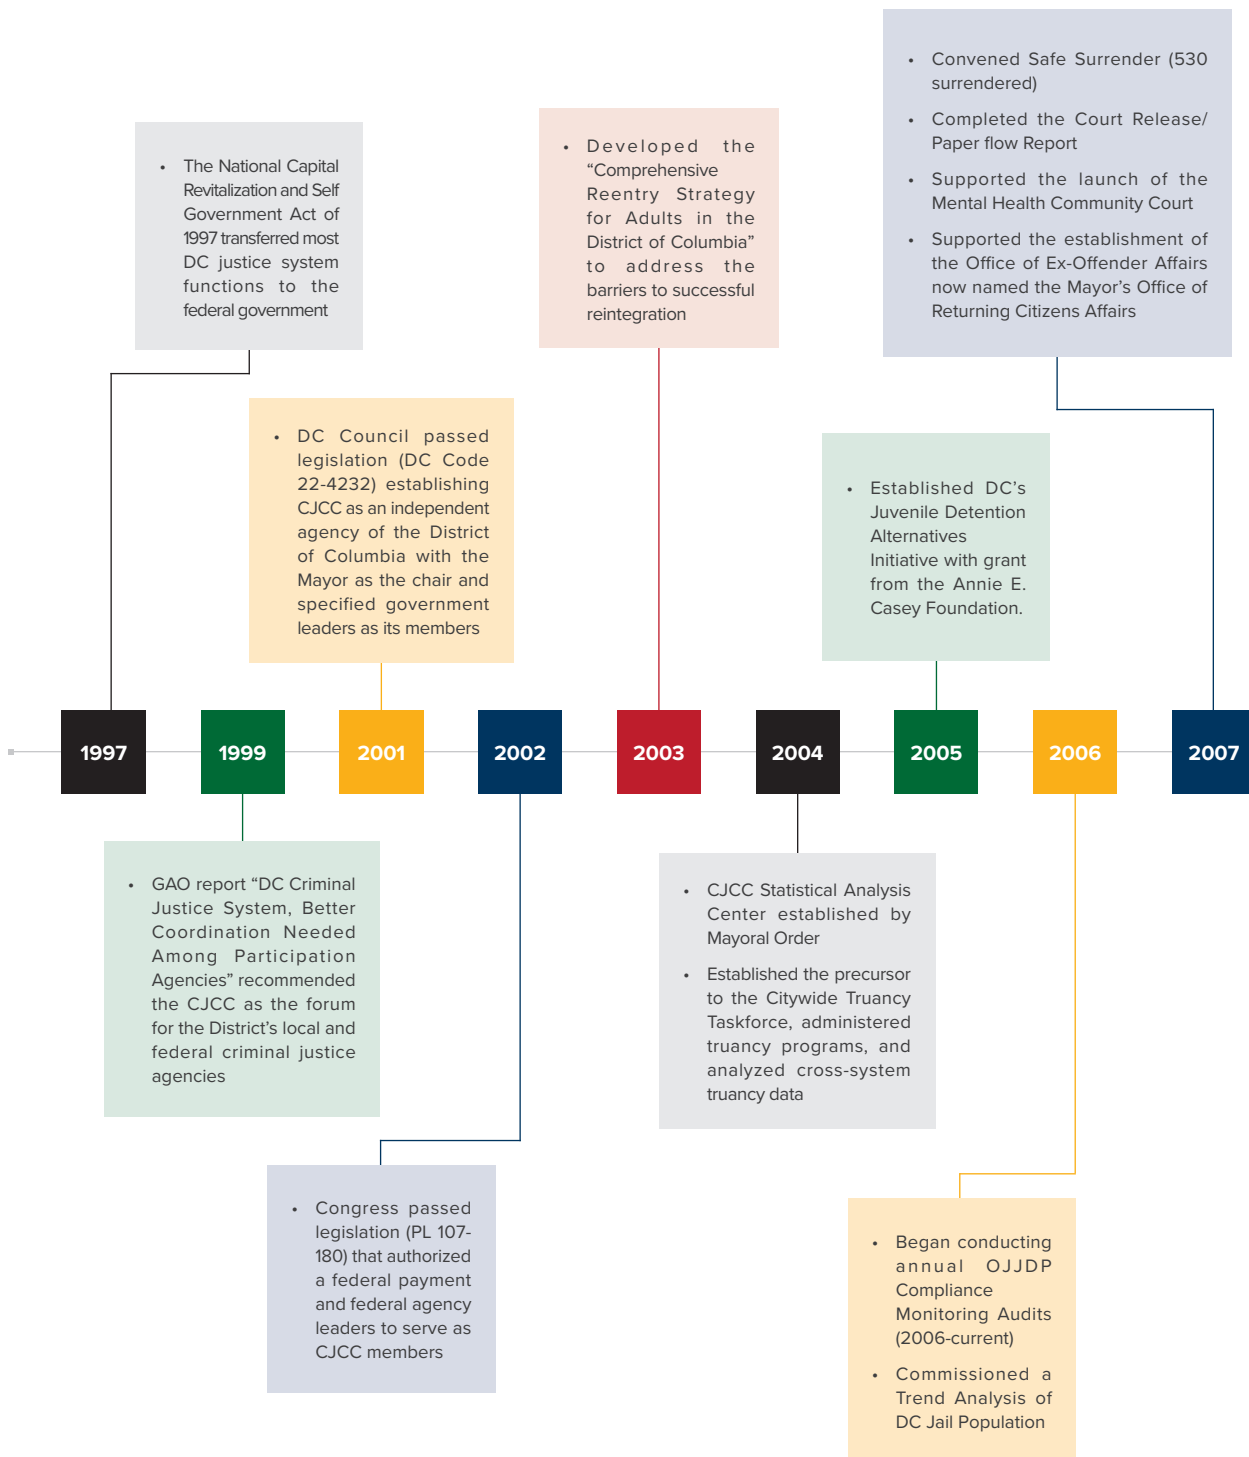 • Convened Safe Surrender (530
surrendered)
• Completed the Court Release/
Paper flow Report
• Supported the launch of the
Mental Health Community Court
• Supported the establishment of
the Office of Ex-Offender Affairs
now named the Mayor’s Office of
Returning Citizens Affairs
• The National Capital
Revitalization and Self
Government Act of
1997 transferred most
DC justice system
functions to the
federal government
• Developed the
“Comprehensive
Reentry Strategy
for Adults in the
District of Columbia”
to address the
barriers to successful
reintegration
• DC Council passed
legislation (DC Code
22-4232) establishing
CJCC as an independent
agency of the District
of Columbia with the
Mayor as the chair and
specified government
leaders as its members
• Established DC’s
Juvenile Detention
Alternatives
Initiative with grant
from the Annie E.
Casey Foundation.
1997
1999
2001
2002
2003
2004
2005
2006
2007
• GAO report “DC Criminal
Justice System, Better
Coordination Needed
Among Participation
Agencies” recommended
the CJCC as the forum
for the District’s local and
federal criminal justice
agencies
• CJCC Statistical Analysis
Center established by
Mayoral Order
• Established the precursor
to the Citywide Truancy
Taskforce, administered
truancy programs, and
analyzed cross-system
truancy data
• Congress passed
legislation (PL 107-
180) that authorized
a federal payment
and federal agency
leaders to serve as
CJCC members
• Began conducting
annual OJJDP
Compliance
Monitoring Audits
(2006-current)
• Commissioned a
Trend Analysis of
DC Jail Population